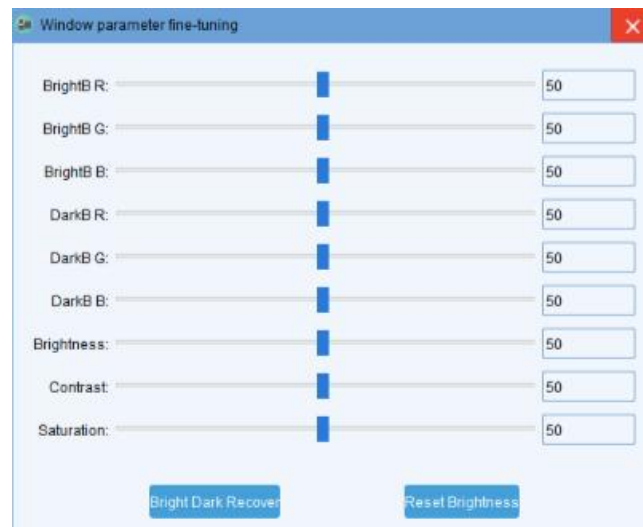 Window parameter fine-tuning
BrightB R: 50
BrightB G: 50
BrightB B: 50
DarkB R: 50
DarkB G: 50
DarkB B: 50
Brightness: 50
Contrast: 50
Saturation: 50
Bright Dark Recover Reset Brightness